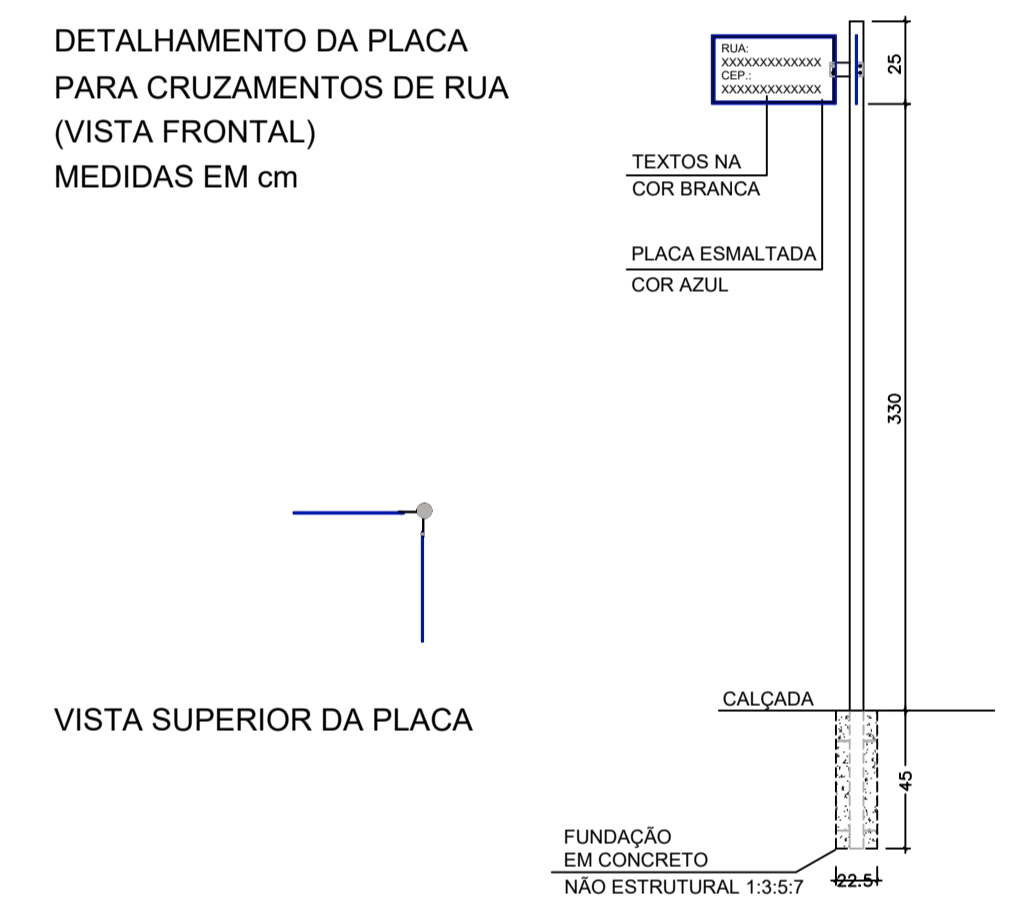 DETALHAMENTO DA PLACA
PARA CRUZAMENTOS DE RUA
(VISTA FRONTAL)
MEDIDAS EM cm
RUA:
XXXXXXXXXXXXX
CEP.:
XXXXXXXXXXXXX
25
TEXTOS NA
COR BRANCA
PLACA ESMALTADA
COR AZUL
330
VISTA SUPERIOR DA PLACA
CALÇADA
45
FUNDAÇÃO
EM CONCRETO
NÃO ESTRUTURAL 1:3:5:7
22.5